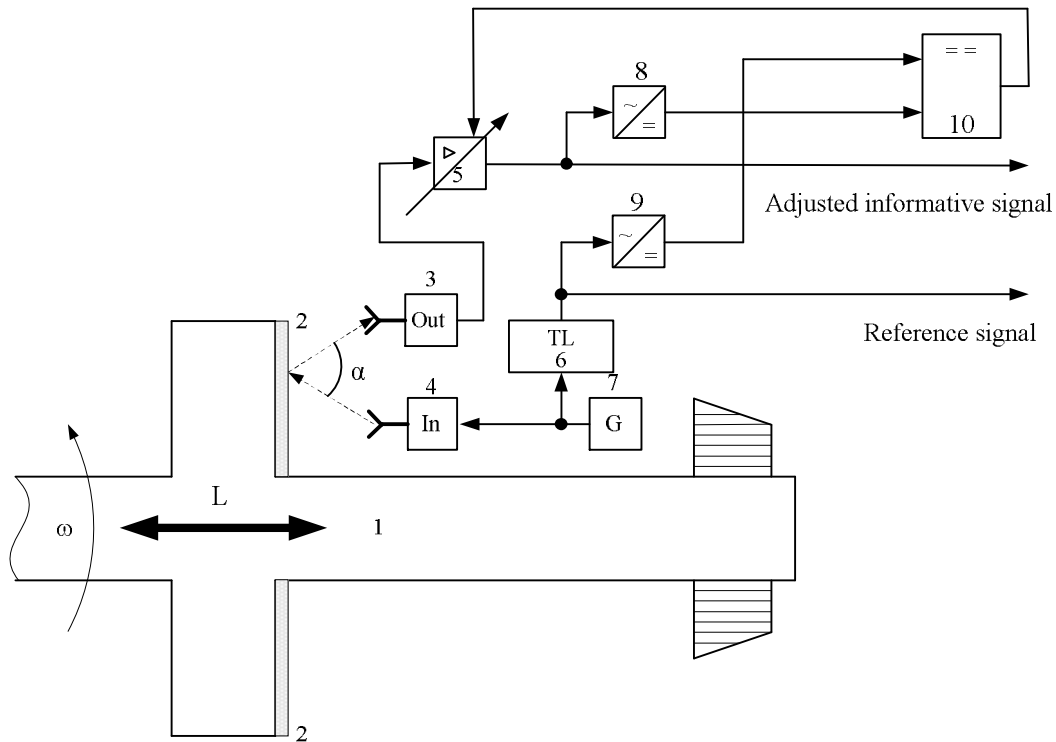 = =
10
8
~
=
5
Adjusted informative signal
9
~
=
3
Out
2
TL
6
Reference signal
α
7
4
In
G
L
ω
1
2